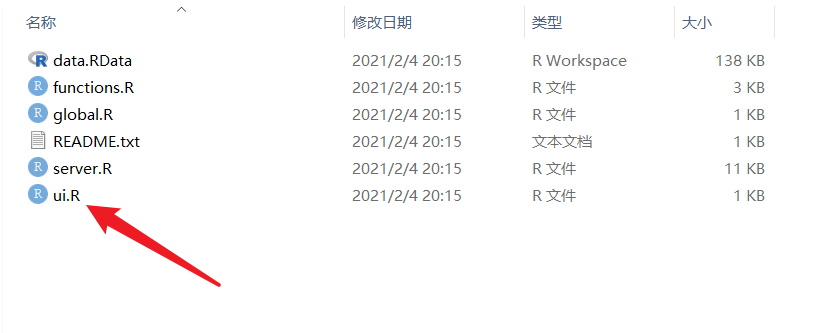 名称 修改日期 类型 大小
data.RData 2021/2/4 20:15 R Workspace 138 KB
functions.R 2021/2/4 20:15 R 文件 3 KB
global.R 2021/2/4 20:15 R 文件 1 KB
README.txt 2021/2/4 20:15 文本文档 1 KB
server.R 2021/2/4 20:15 R 文件 11 KB
ui.R 2021/2/4 20:15 R 文件 1 KB